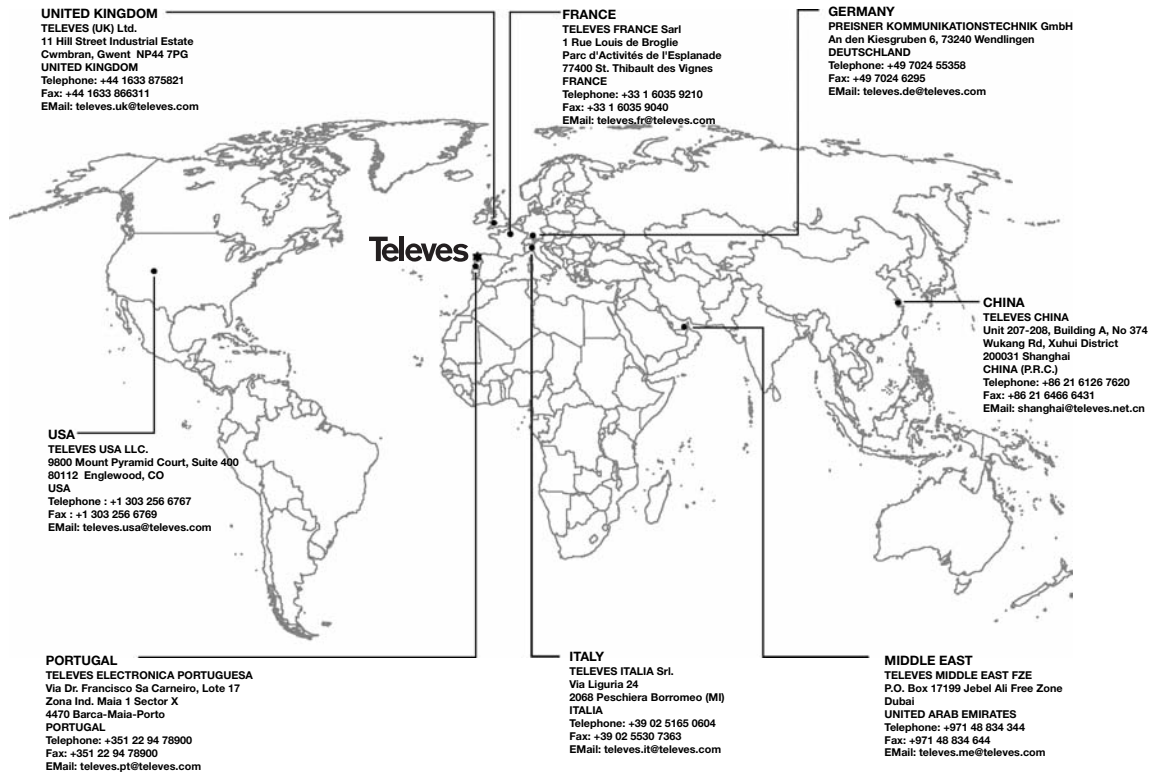 UNITED KINGDOM
TELEVES (UK) Ltd.
11 Hill Street Industrial Estate
Cwmbran, Gwent NP44 7PG
UNITED KINGDOM
Telephone: +44 1633 875821
Fax: +44 1633 866311
EMail: televes.uk@televes.com
FRANCE
TELEVES FRANCE Sarl
1 Rue Louis de Broglie
Parc d'Activités de l'Esplanade
77400 St. Thibault des Vignes
FRANCE
Telephone: +33 1 6035 9210
Fax: +33 1 6035 9040
EMail: televes.fr@televes.com
GERMANY
PREISNER KOMMUNIKATIONSTECHNIK GmbH
An den Kiesgruben 6, 73240 Wendlingen
DEUTSCHLAND
Telephone: +49 7024 55358
Fax: +49 7024 6295
EMail: televes.de@televes.com
Televes
CHINA
TELEVES CHINA
Unit 207-208, Building A, No 374
Wukang Rd, Xuhui District
200031 Shanghai
CHINA (P.R.C.)
Telephone: +86 21 6126 7620
Fax: +86 21 6466 6431
EMail: shanghai@televes.net.cn
USA
TELEVES USA LLC.
9800 Mount Pyramid Court, Suite 400
80112 Englewood, CO
USA
Telephone : +1 303 256 6767
Fax : +1 303 256 6769
EMail: televes.usa@televes.com
PORTUGAL
TELEVES ELECTRONICA PORTUGUESA
Via Dr. Francisco Sa Carneiro, Lote 17
Zona Ind. Maia 1 Sector X
4470 Barca-Maia-Porto
PORTUGAL
Telephone: +351 22 94 78900
Fax: +351 22 94 78900
EMail: televes.pt@televes.com
ITALY
TELEVES ITALIA Srl.
Via Liguria 24
2068 Peschiera Borromeo (MI)
ITALIA
Telephone: +39 02 5165 0604
Fax: +39 02 5530 7363
EMail: televes.it@televes.com
MIDDLE EAST
TELEVES MIDDLE EAST FZE
P.O. Box 17199 Jebel Ali Free Zone
Dubai
UNITED ARAB EMIRATES
Telephone: +971 48 834 344
Fax: +971 48 834 644
EMail: televes.me@televes.com